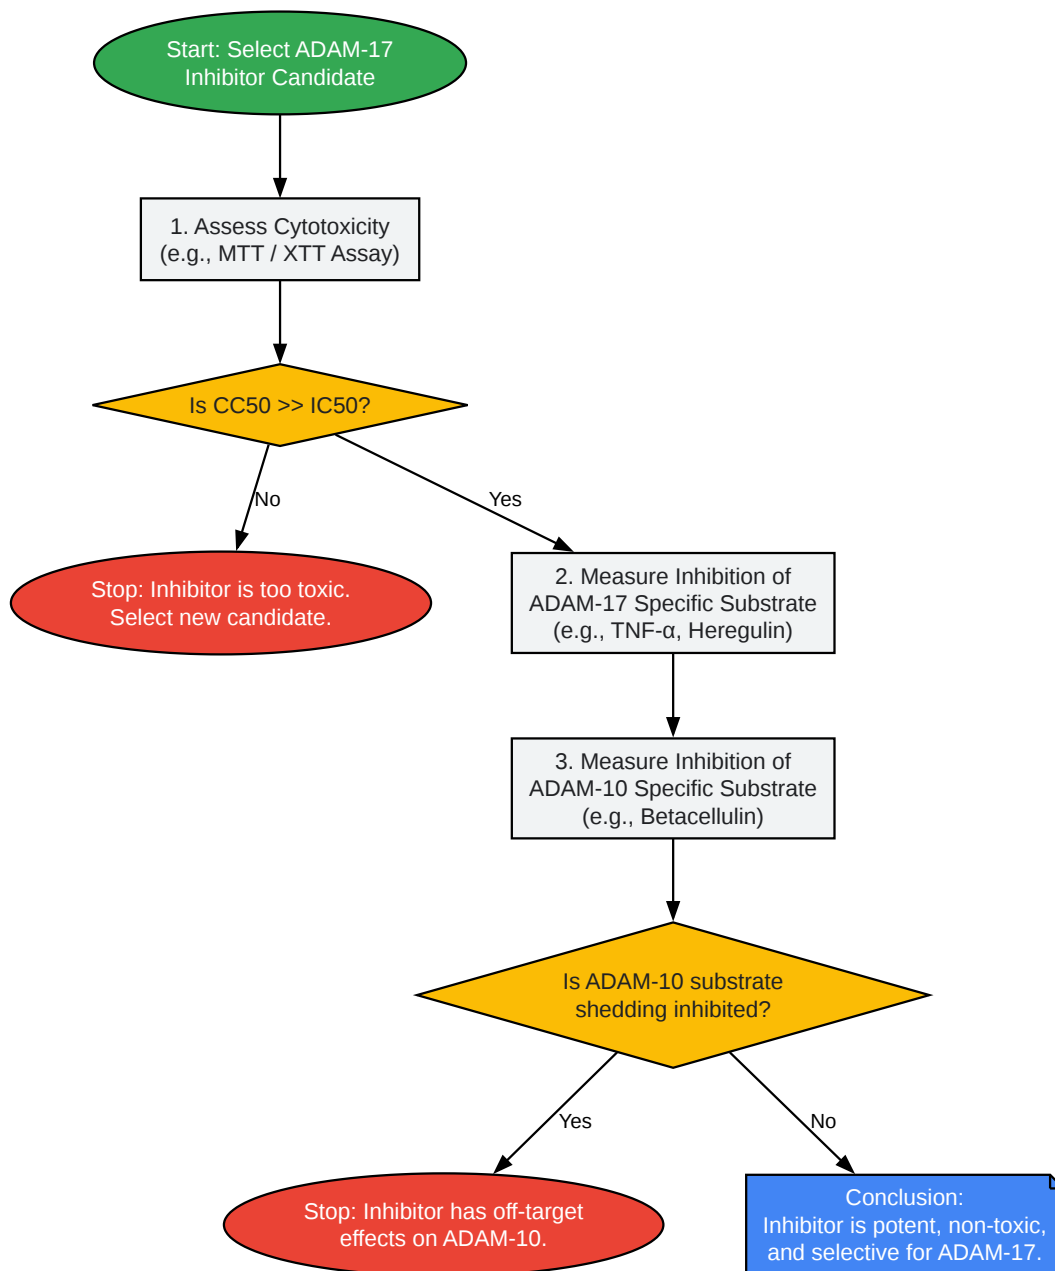 Start: Select ADAM-17
Inhibitor Candidate
1. Assess Cytotoxicity
(e.g., MTT / XTT Assay)
Is CC50 >> IC50?
No
Yes
Stop: Inhibitor is too toxic.
Select new candidate.
2. Measure Inhibition of
ADAM-17 Specific Substrate
(e.g., TNF-α, Heregulin)
3. Measure Inhibition of
ADAM-10 Specific Substrate
(e.g., Betacellulin)
Is ADAM-10 substrate
shedding inhibited?
Yes
No
Stop: Inhibitor has off-target
effects on ADAM-10.
Conclusion:
Inhibitor is potent, non-toxic,
and selective for ADAM-17.